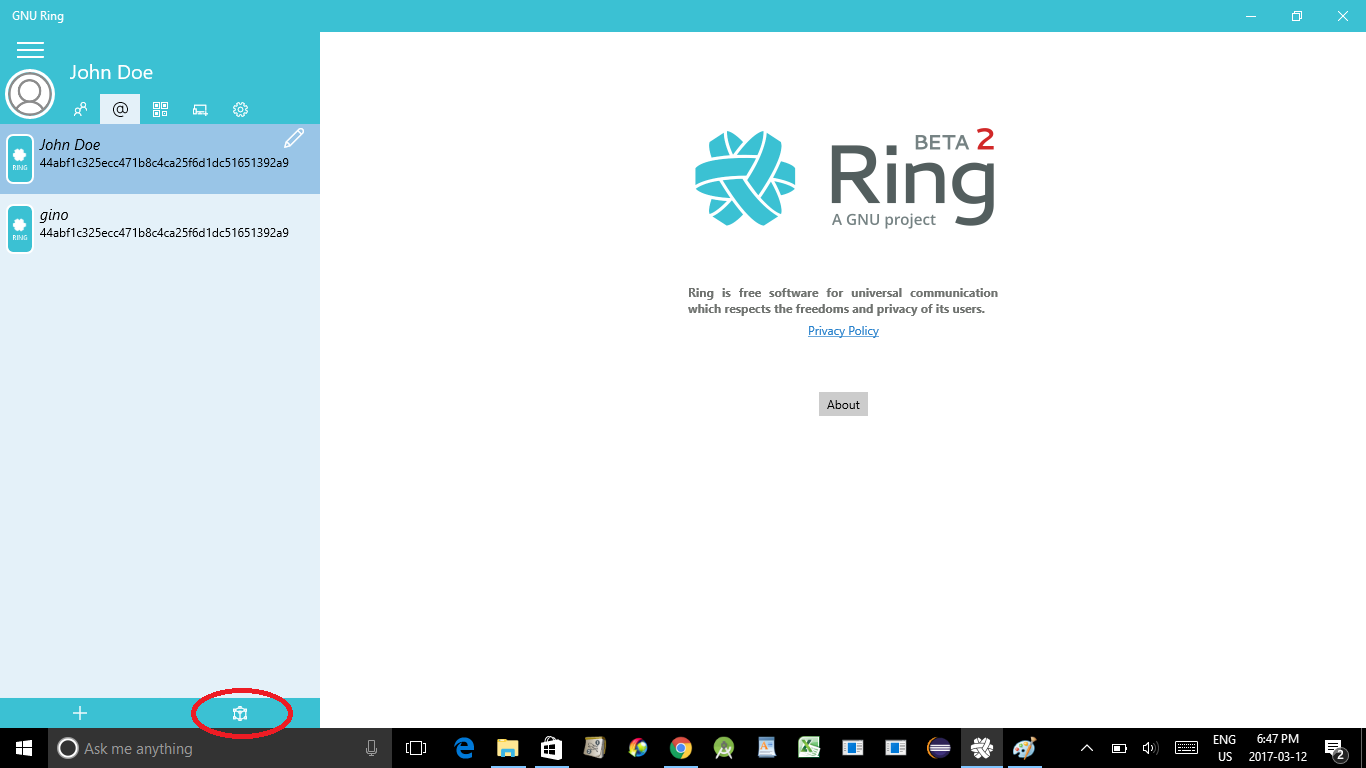 GNU Ring
John Doe
@
John Doe
44abf1c325ecc471b8c4ca25f6d1dc51651392a9
RING
gino
44abf1c325ecc471b8c4ca25f6d1dc51651392a9
RING
BETA 2
Ring
A GNU project
Ring is free software for universal communication
which respects the freedoms and privacy of its users.
Privacy Policy
About
Ask me anything
ENG
US
6:47 PM
2017-03-12
2